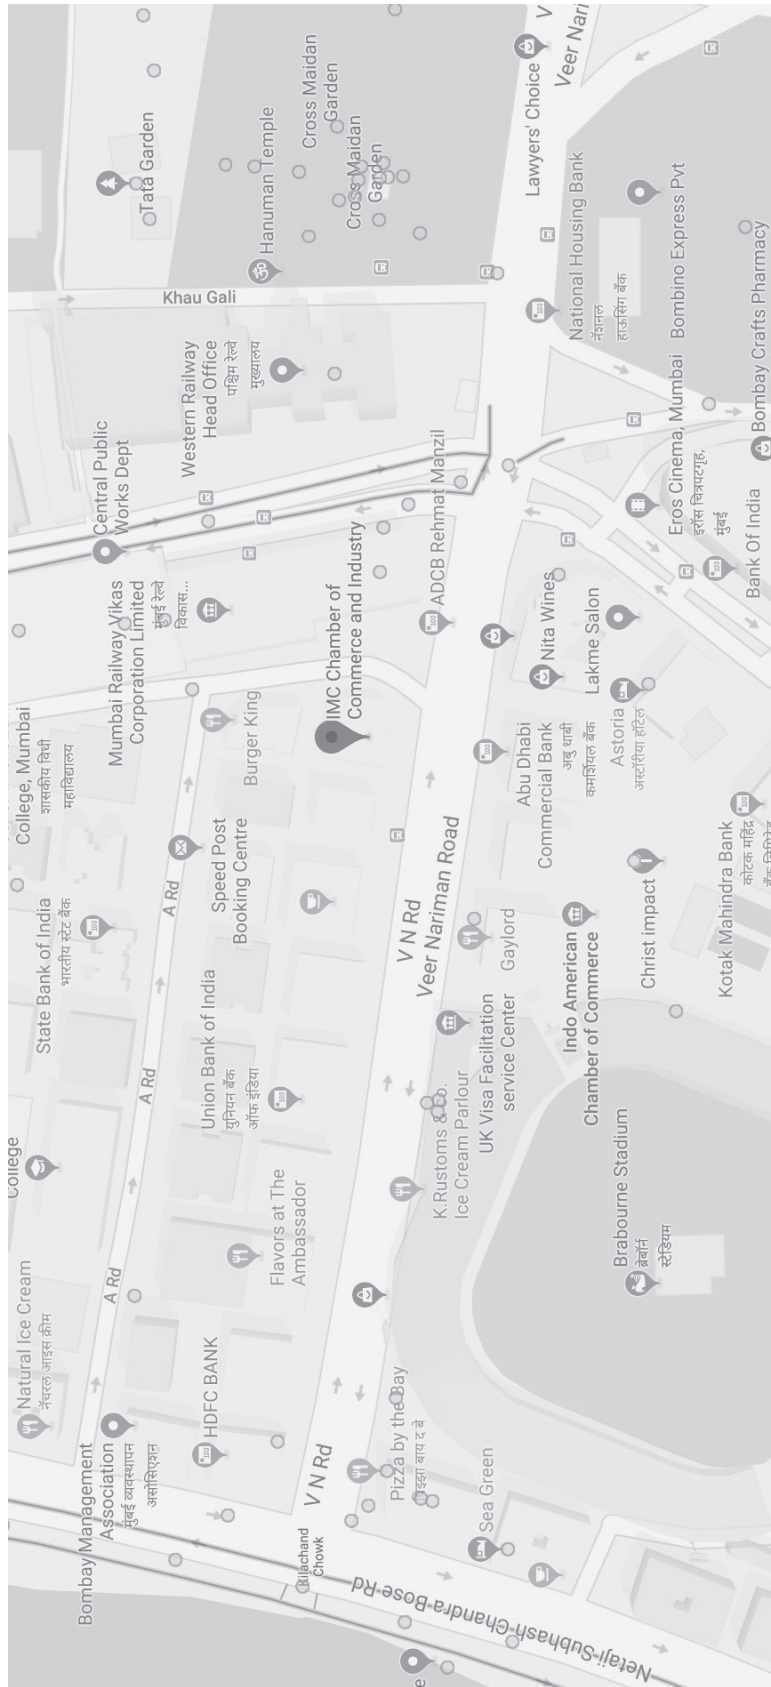 Natural Ice Cream
नॅचरल आइस क्रीम
College
State Bank of India
भारतीय स्टेट बैंक
College, Mumbai
शासकीय विधी
महाविद्यालय
Tata Garden
Bombay Management
Association
मुंबई व्यवस्थापन
असोसिएशन
A Rd
A Rd
A Rd
Mumbai Railway Vikas
Corporation Limited
मुंबई रेल्वे
विकास...
Central Public
Works Dept
Khau Gali
HDFC BANK
Union Bank of India
युनियन बैंक
ऑफ इंडिया
Speed Post
Booking Centre
Burger King
Western Railway
Head Office
पश्चिम रेल्वे
मुख्यालय
Hanuman Temple
Cross Maidan
Garden
Cross Maidan
Garden
Flavors at The
Ambassador
IMC Chamber of
Commerce and Industry
Kilachand
Chowk
V N Rd
V N Rd
Veer Nariman Road
ADCB Rehmat Manzil
Netaji Subhash Chandra Bose Rd
Pizza by the Bay
पिझ्झा बाय द बे
K.Rustoms & Co.
Ice Cream Parlour
UK Visa Facilitation
service Center
Gaylord
Abu Dhabi
Commercial Bank
अबु धाबी
कमर्शियल बँक
Nita Wines
Lakme Salon
Lawyers' Choice
Veer Nari
V
National Housing Bank
नॅशनल
हाऊसिंग बँक
Sea Green
Indo American
Chamber of Commerce
Astoria
अस्टॉरीया हॉटेल
Christ impact
Brabourne Stadium
ब्रेबॉर्न
स्टेडियम
Eros Cinema, Mumbai
इरॉस चित्रपटगृह,
मुंबई
Bombino Express Pvt
Kotak Mahindra Bank
कोटक महिंद्र
Bank Of India
Bombay Crafts Pharmacy
e